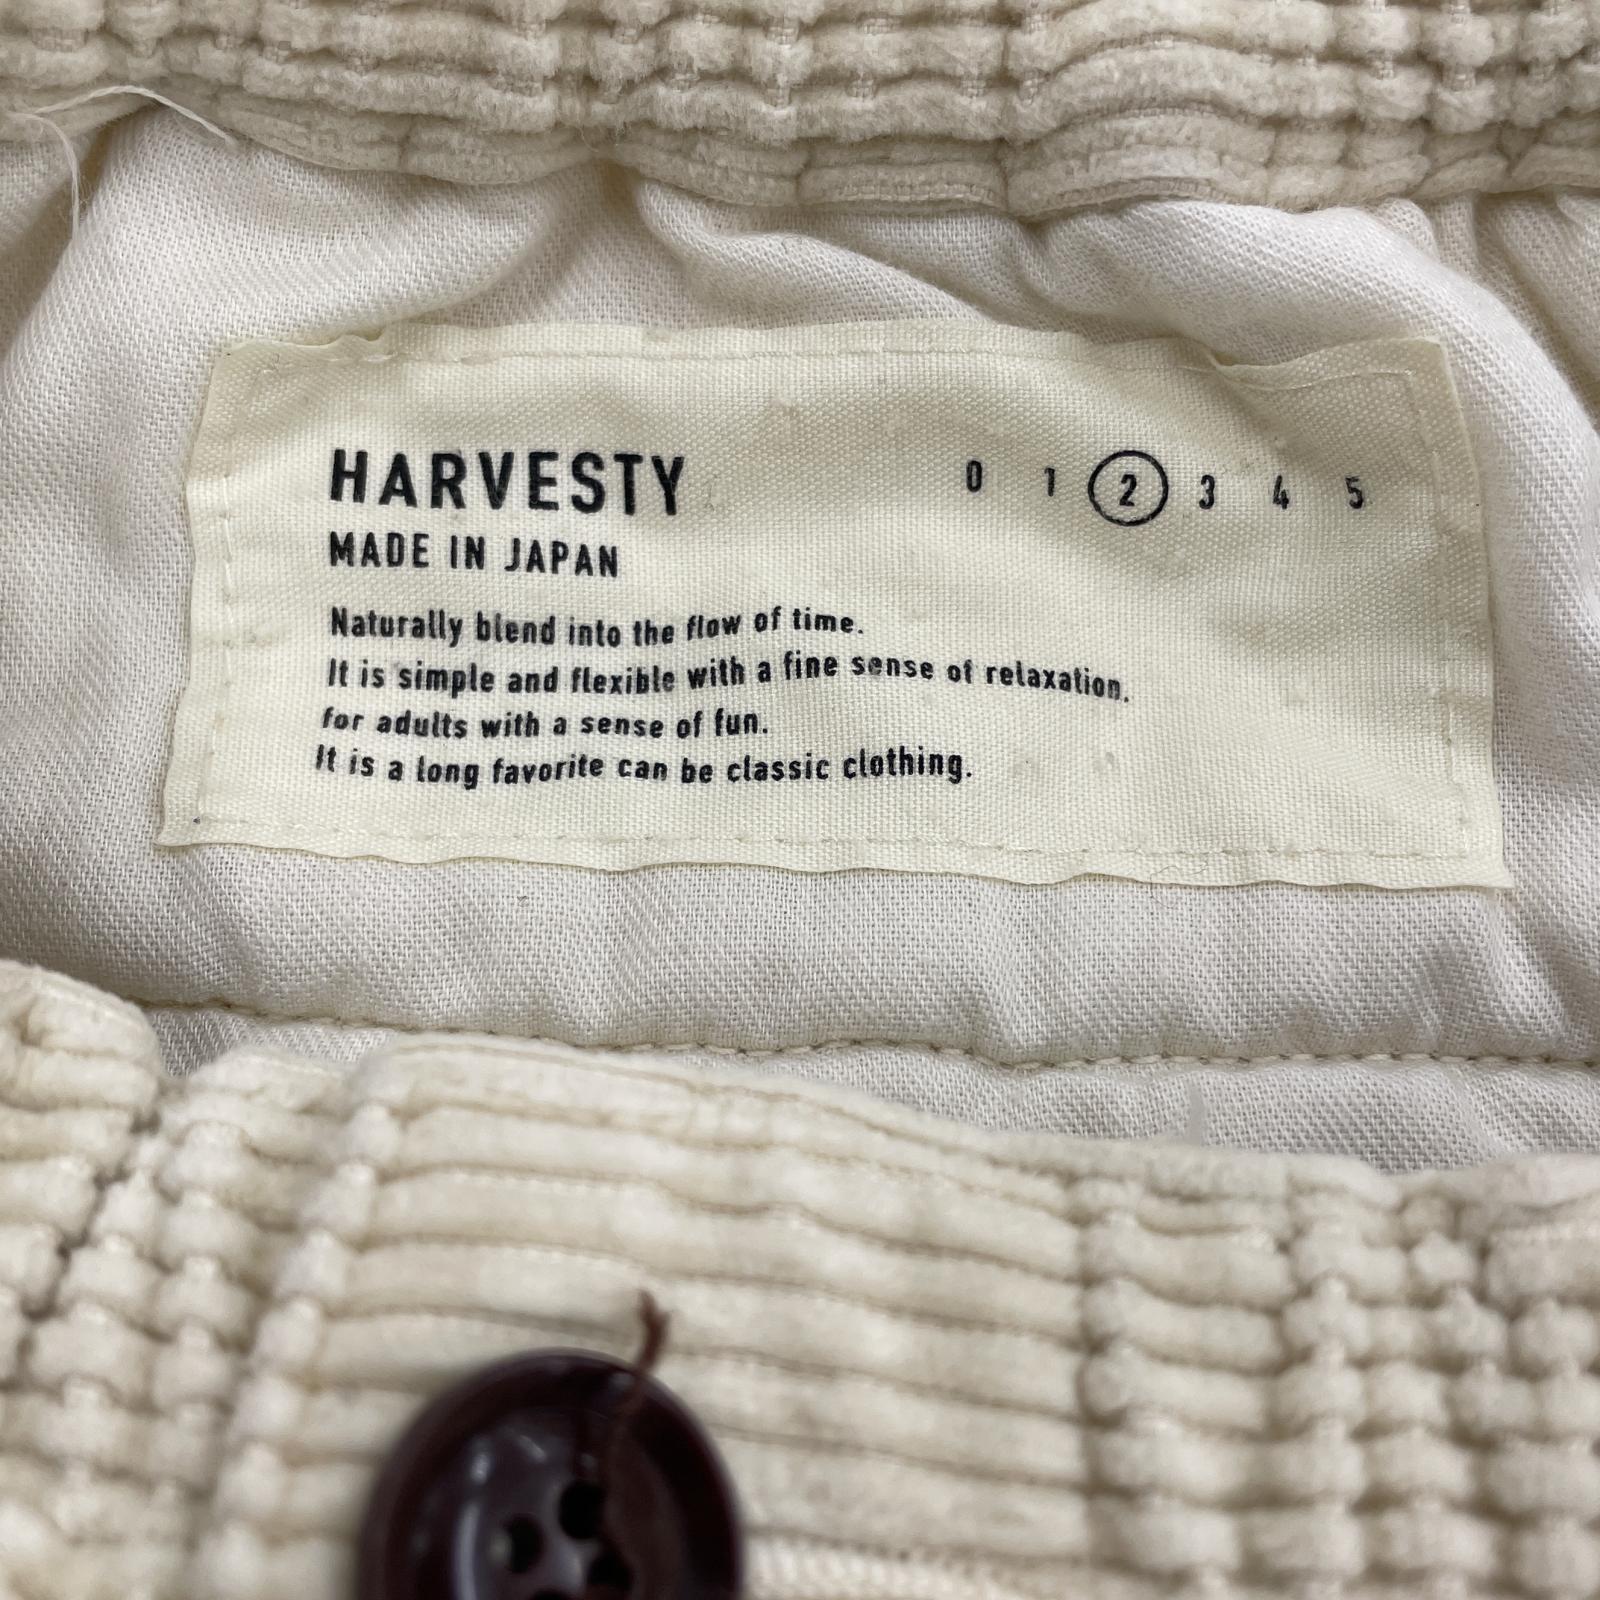 HARVESTY 0 1 2 3 4 5
MADE IN JAPAN
Naturally blend into the flow of time.
It is simple and flexible with a fine sense of relaxation.
for adults with a sense of fun.
It is a long favorite can be classic clothing.